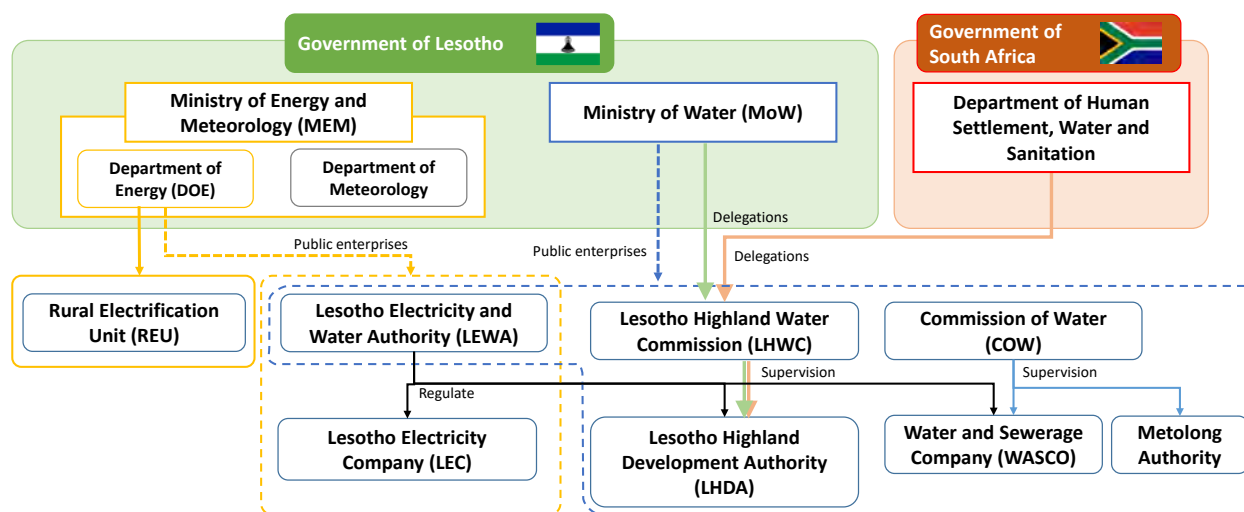 Government of Lesotho
Government of
South Africa
Ministry of Energy and
Meteorology (MEM)
Ministry of Water (MoW)
Department of Human
Settlement, Water and
Sanitation
Department of
Energy (DOE)
Department of
Meteorology
Delegations
Public enterprises
Public enterprises
Delegations
Rural Electrification
Unit (REU)
Lesotho Electricity and
Water Authority (LEWA)
Lesotho Highland Water
Commission (LHWC)
Commission of Water
(COW)
Supervision
Supervision
Regulate
Lesotho Electricity
Company (LEC)
Lesotho Highland
Development Authority
(LHDA)
Water and Sewerage
Company (WASCO)
Metolong
Authority